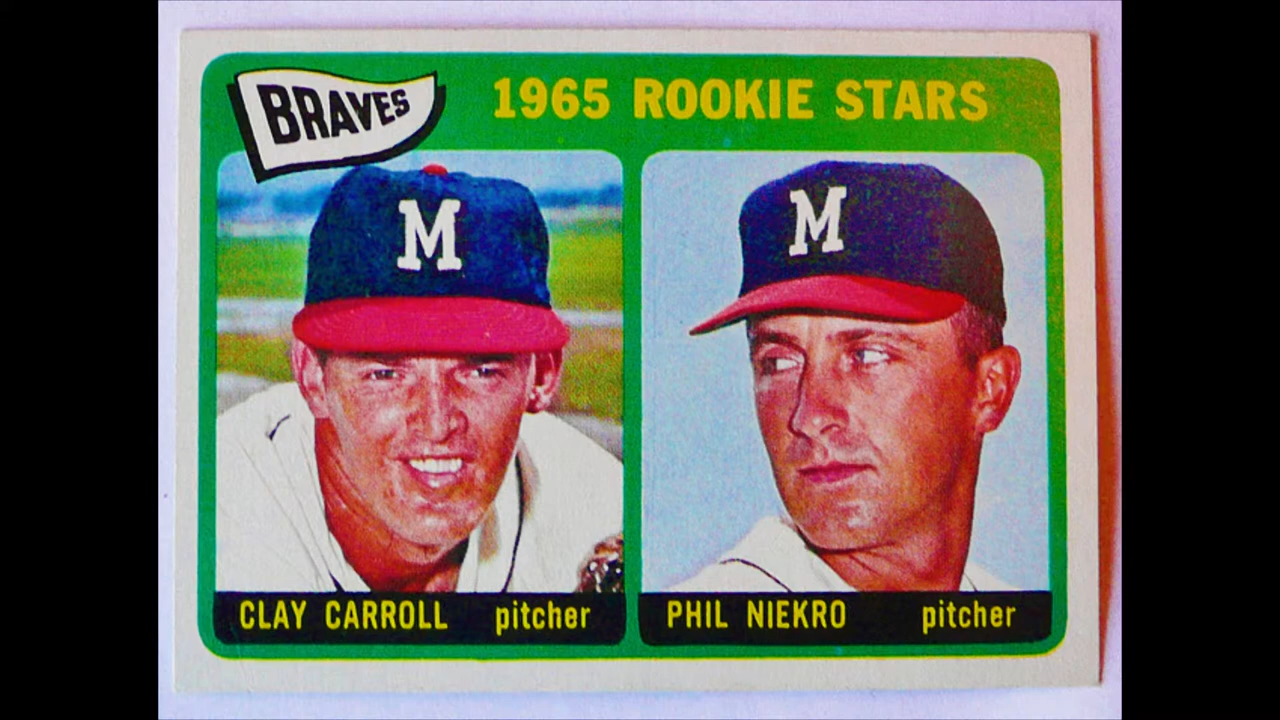 BRAVES
1965 ROOKIE STARS
M
M
CLAY CARROLL pitcher
PHIL NIEKRO pitcher